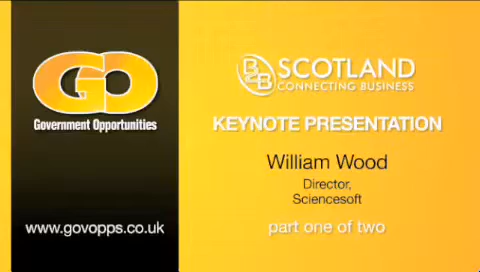 GO
Government Opportunities
www.govopps.co.uk
B2B SCOTLAND
CONNECTING BUSINESS
KEYNOTE PRESENTATION
William Wood
Director,
Sciencesoft
part one of two